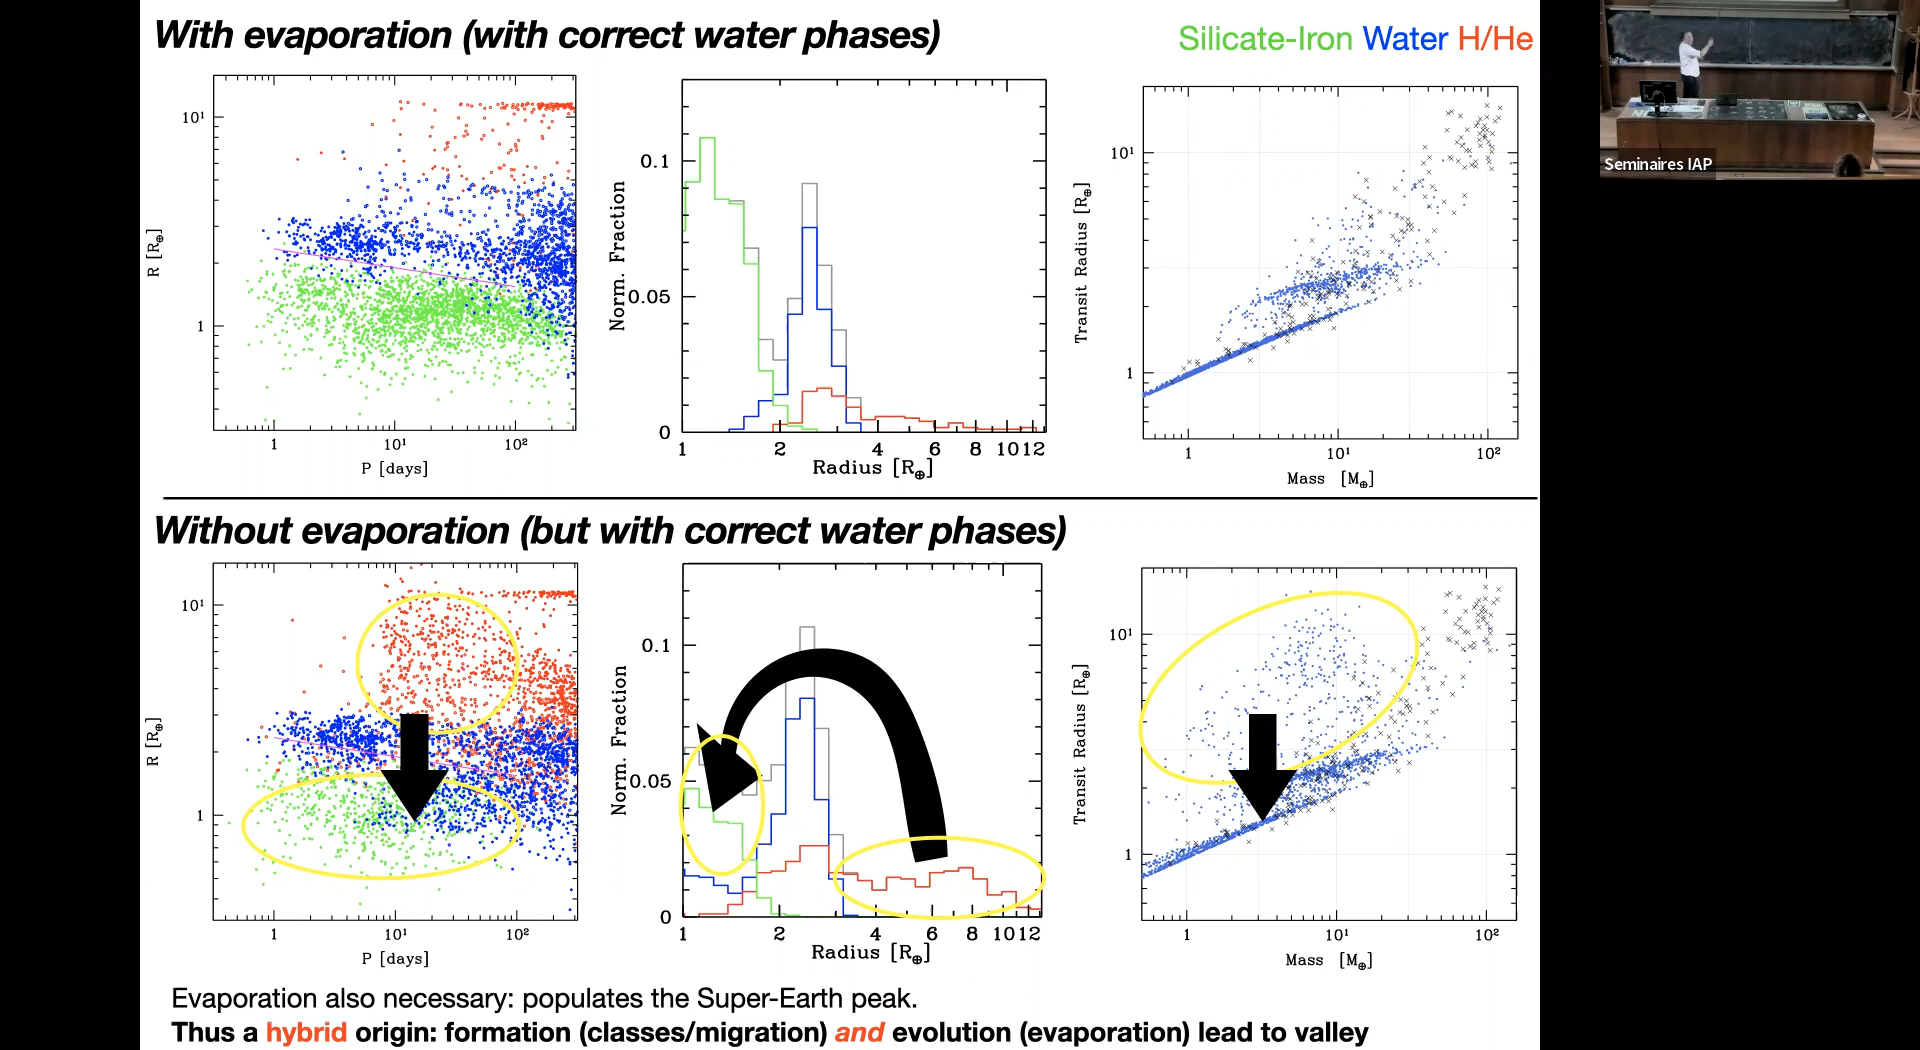 With evaporation (with correct water phases)
Silicate-Iron Water H/He
Seminaires IAP
R [R⊕]
10¹
1
1
10¹
10²
P [days]
Norm. Fraction
0.1
0.05
0
1
2
4
6
8
10 12
Radius [R⊕]
Transit Radius [R⊕]
10¹
1
1
10¹
10²
Mass [M⊕]
Without evaporation (but with correct water phases)
R [R⊕]
10¹
1
1
10¹
10²
P [days]
Norm. Fraction
0.1
0.05
0
1
2
4
6
8
10 12
Radius [R⊕]
Transit Radius [R⊕]
10¹
1
1
10¹
10²
Mass [M⊕]
Evaporation also necessary: populates the Super-Earth peak.
Thus a hybrid origin: formation (classes/migration) and evolution (evaporation) lead to valley